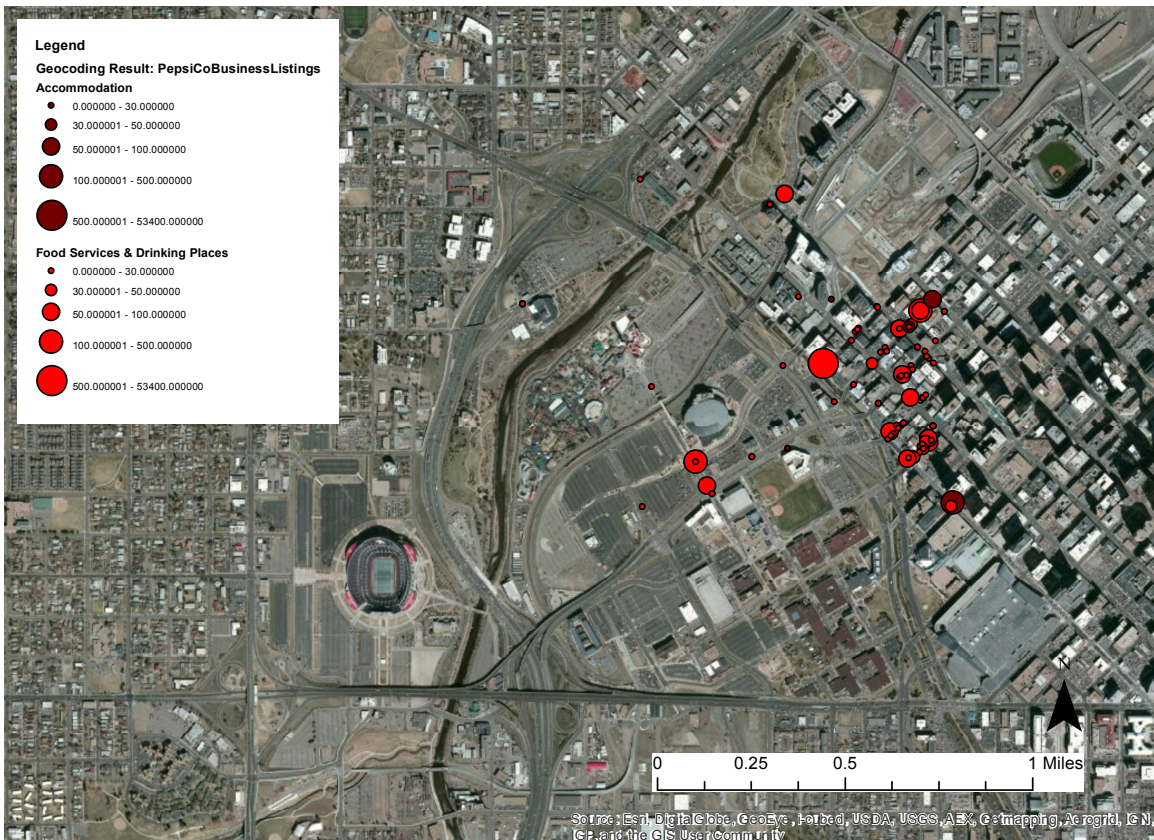 Legend
Geocoding Result: PepsiCoBusinessListings
Accommodation
0.000000 - 30.000000
30.000001 - 50.000000
50.000001 - 100.000000
100.000001 - 500.000000
500.000001 - 53400.000000
Food Services & Drinking Places
0.000000 - 30.000000
30.000001 - 50.000000
50.000001 - 100.000000
100.000001 - 500.000000
500.000001 - 53400.000000
N
0 0.25 0.5 1 Miles
Source: Esri, DigitalGlobe, GeoEye, i-cubed, USDA, USGS, AEX, Getmapping, Aerogrid, IGN,
IGP, and the GIS User Community